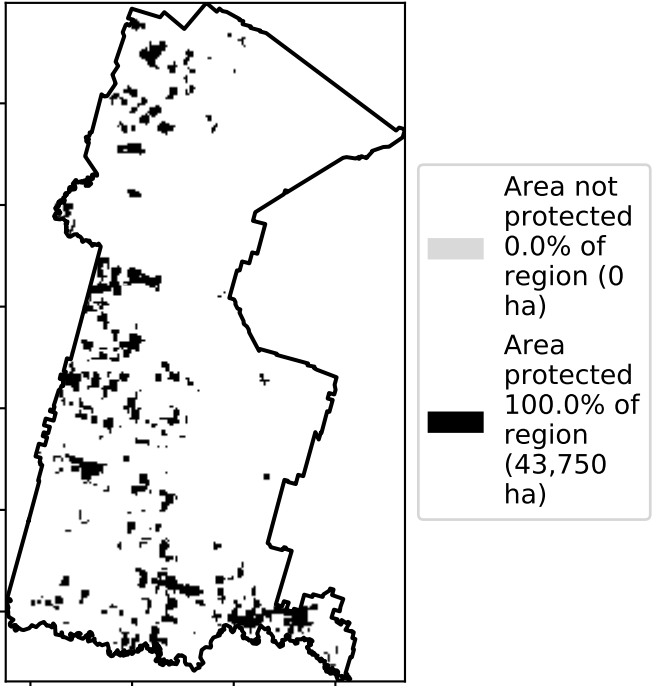 Area not
protected
0.0% of
region (0
ha)
Area
protected
100.0% of
region
(43,750
ha)